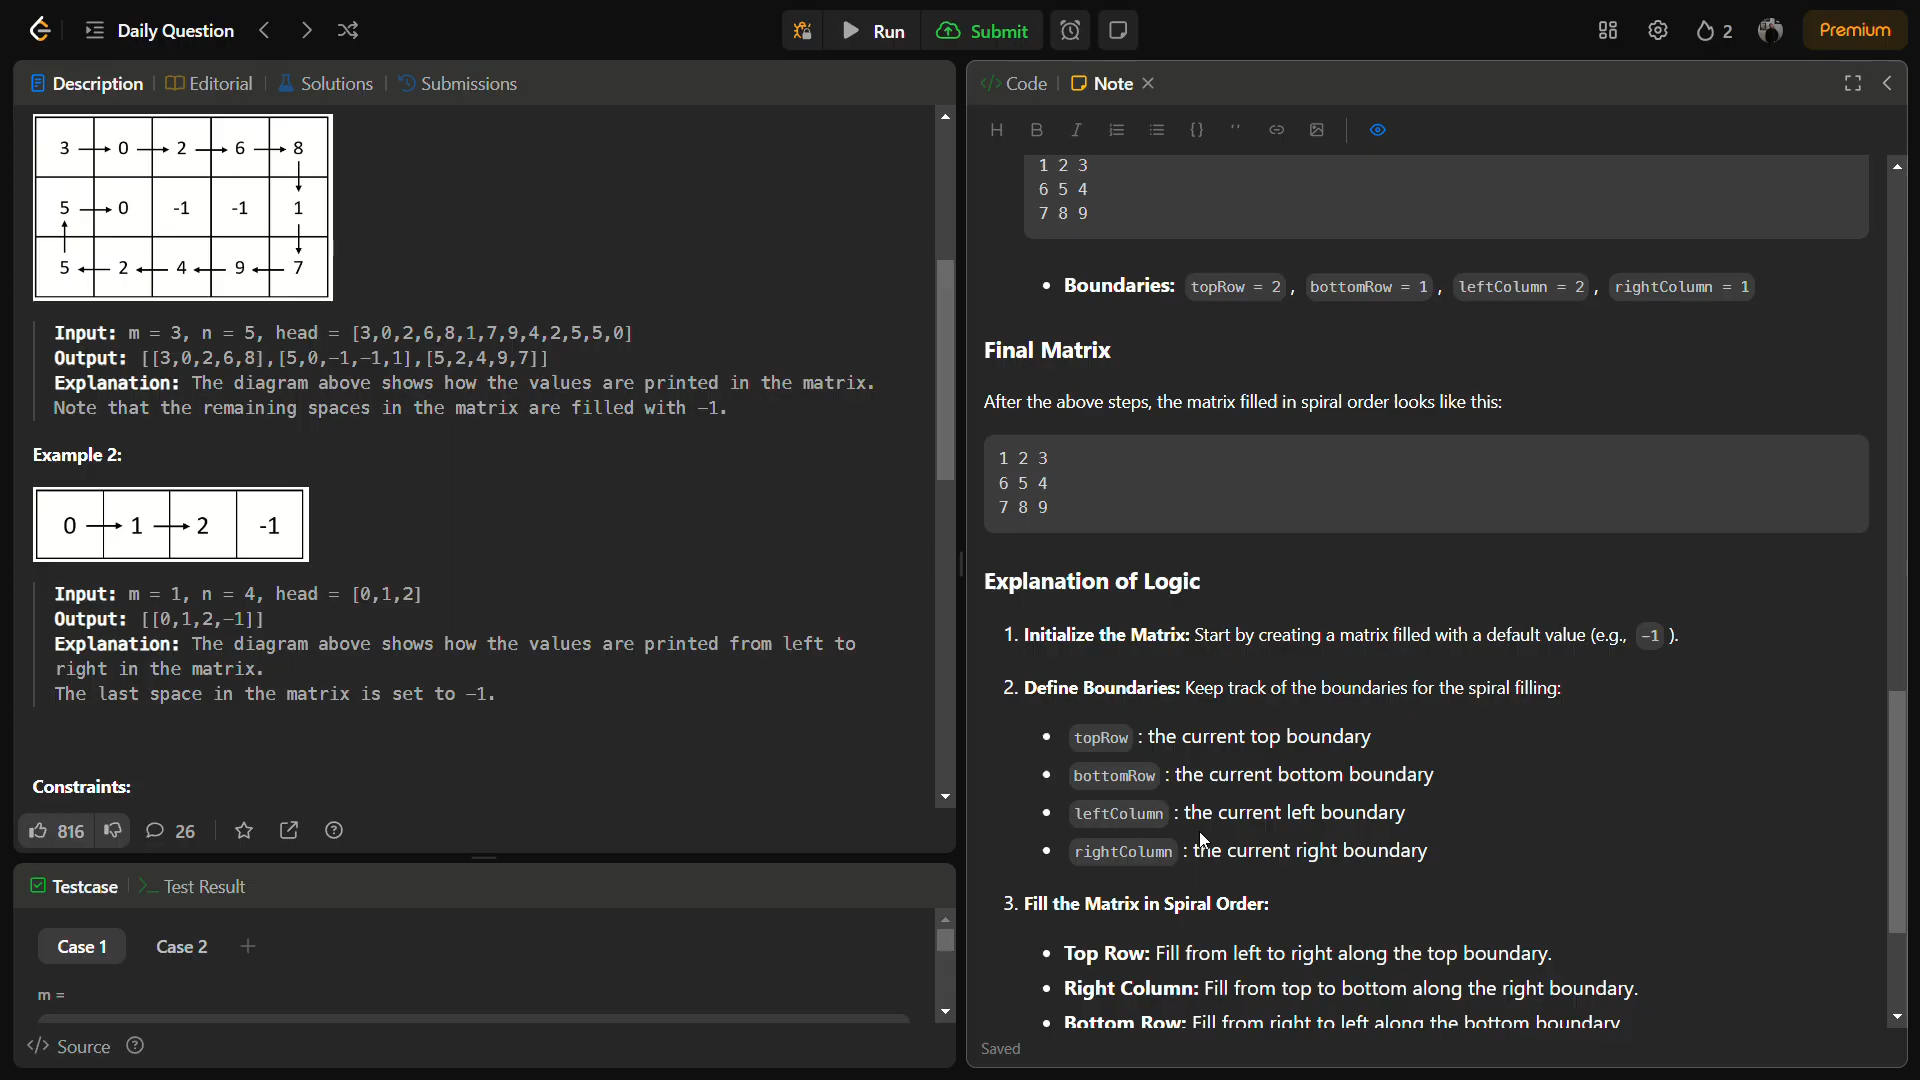 Daily Question
Run
Submit
2
Premium
Description
Editorial
Solutions
Submissions
3 0 2 6 8
5 0 -1 -1 1
5 2 4 9 7
Input: m = 3, n = 5, head = [3,0,2,6,8,1,7,9,4,2,5,5,0]
Output: [[3,0,2,6,8],[5,0,-1,-1,1],[5,2,4,9,7]]
Explanation: The diagram above shows how the values are printed in the matrix.
Note that the remaining spaces in the matrix are filled with -1.
Example 2:
0 1 2 -1
Input: m = 1, n = 4, head = [0,1,2]
Output: [[0,1,2,-1]]
Explanation: The diagram above shows how the values are printed from left to
right in the matrix.
The last space in the matrix is set to -1.
Constraints:
816
26
Testcase
Test Result
Case 1
Case 2
m =
Source
Code
Note
1 2 3
6 5 4
7 8 9
• Boundaries: topRow = 2 , bottomRow = 1 , leftColumn = 2 , rightColumn = 1
Final Matrix
After the above steps, the matrix filled in spiral order looks like this:
1 2 3
6 5 4
7 8 9
Explanation of Logic
1. Initialize the Matrix: Start by creating a matrix filled with a default value (e.g., -1 ).
2. Define Boundaries: Keep track of the boundaries for the spiral filling:
• topRow : the current top boundary
• bottomRow : the current bottom boundary
• leftColumn : the current left boundary
• rightColumn : the current right boundary
3. Fill the Matrix in Spiral Order:
• Top Row: Fill from left to right along the top boundary.
• Right Column: Fill from top to bottom along the right boundary.
• Bottom Row: Fill from right to left along the bottom boundary
Saved